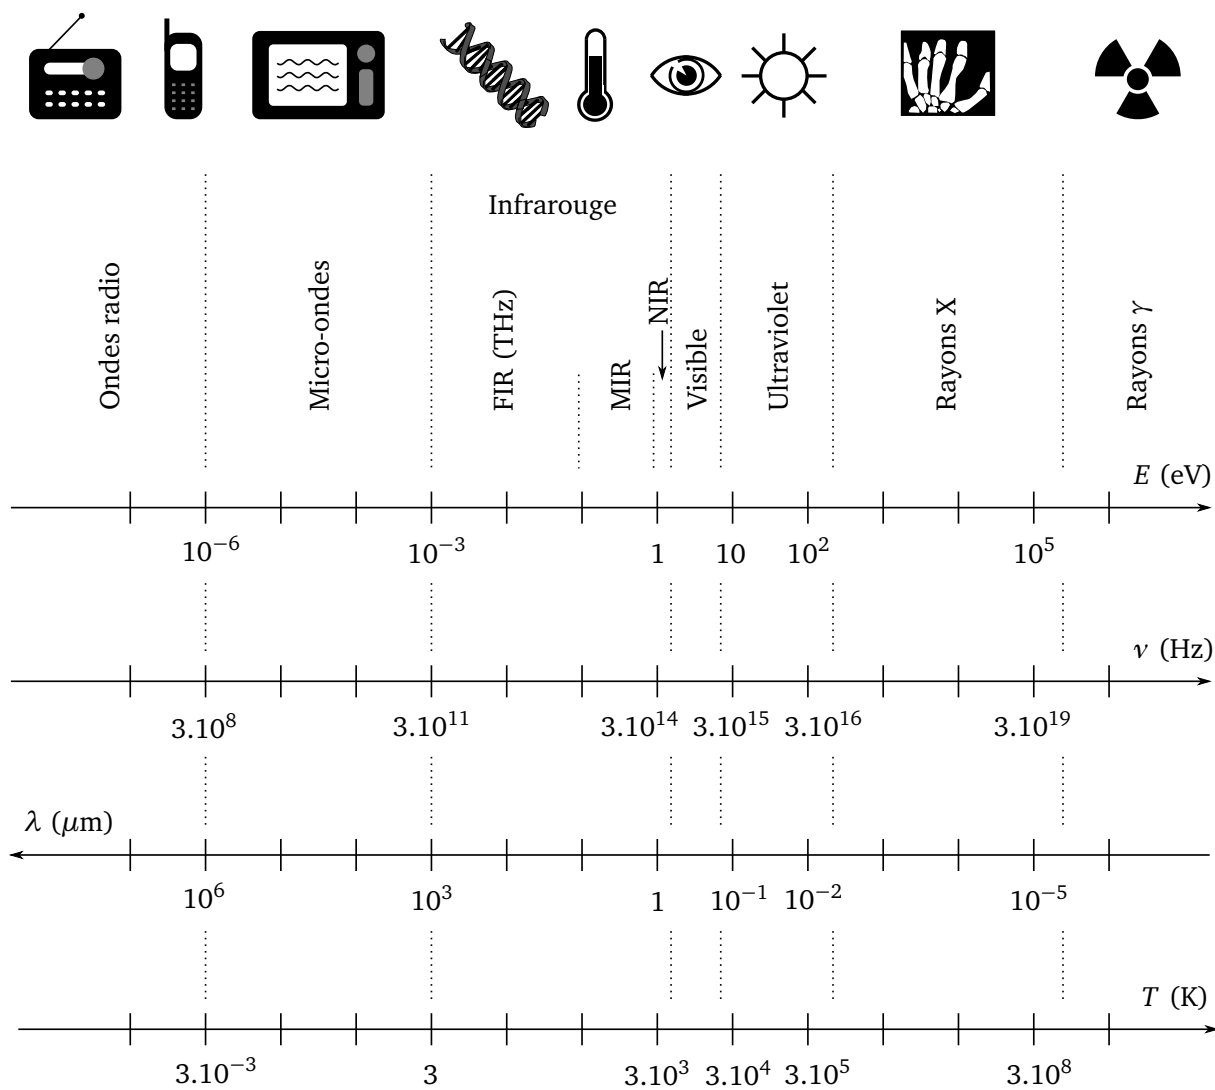 Infrarouge
Ondes radio
Micro-ondes
FIR (THz)
MIR
NIR
Visible
Ultraviolet
Rayons X
Rayons γ
E (eV)
10⁻⁶ 10⁻³ 1 10 10² 10⁵
ν (Hz)
3.10⁸ 3.10¹¹ 3.10¹⁴ 3.10¹⁵ 3.10¹⁶ 3.10¹⁹
λ (μm)
10⁶ 10³ 1 10⁻¹ 10⁻² 10⁻⁵
T (K)
3.10⁻³ 3 3.10³ 3.10⁴ 3.10⁵ 3.10⁸